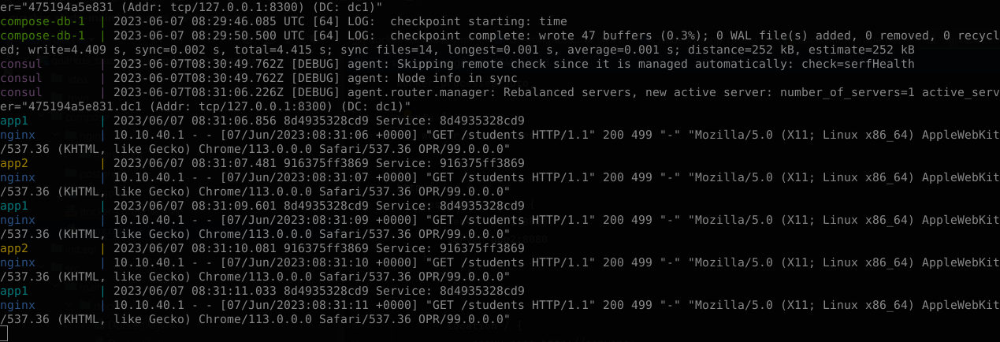 er="475194a5e831 (Addr: tcp/127.0.0.1:8300) (DC: dc1)"
compose-db-1  | 2023-06-07 08:29:46.085 UTC [64] LOG:  checkpoint starting: time
compose-db-1  | 2023-06-07 08:29:50.500 UTC [64] LOG:  checkpoint complete: wrote 47 buffers (0.3%); 0 WAL file(s) added, 0 removed, 0 recycl
ed; write=4.409 s, sync=0.002 s, total=4.415 s; sync files=14, longest=0.001 s, average=0.001 s; distance=252 kB, estimate=252 kB
consul        | 2023-06-07T08:30:49.762Z [DEBUG] agent: Skipping remote check since it is managed automatically: check=serfHealth
consul        | 2023-06-07T08:30:49.762Z [DEBUG] agent: Node info in sync
consul        | 2023-06-07T08:31:06.226Z [DEBUG] agent.router.manager: Rebalanced servers, new active server: number_of_servers=1 active_serv
er="475194a5e831.dc1 (Addr: tcp/127.0.0.1:8300) (DC: dc1)"
app1          | 2023/06/07 08:31:06.856 8d4935328cd9 Service: 8d4935328cd9
nginx         | 10.10.40.1 - - [07/Jun/2023:08:31:06 +0000] "GET /students HTTP/1.1" 200 499 "-" "Mozilla/5.0 (X11; Linux x86_64) AppleWebKit
/537.36 (KHTML, like Gecko) Chrome/113.0.0.0 Safari/537.36 OPR/99.0.0.0"
app2          | 2023/06/07 08:31:07.481 916375ff3869 Service: 916375ff3869
nginx         | 10.10.40.1 - - [07/Jun/2023:08:31:07 +0000] "GET /students HTTP/1.1" 200 499 "-" "Mozilla/5.0 (X11; Linux x86_64) AppleWebKit
/537.36 (KHTML, like Gecko) Chrome/113.0.0.0 Safari/537.36 OPR/99.0.0.0"
app1          | 2023/06/07 08:31:09.601 8d4935328cd9 Service: 8d4935328cd9
nginx         | 10.10.40.1 - - [07/Jun/2023:08:31:09 +0000] "GET /students HTTP/1.1" 200 499 "-" "Mozilla/5.0 (X11; Linux x86_64) AppleWebKit
/537.36 (KHTML, like Gecko) Chrome/113.0.0.0 Safari/537.36 OPR/99.0.0.0"
app2          | 2023/06/07 08:31:10.081 916375ff3869 Service: 916375ff3869
nginx         | 10.10.40.1 - - [07/Jun/2023:08:31:10 +0000] "GET /students HTTP/1.1" 200 499 "-" "Mozilla/5.0 (X11; Linux x86_64) AppleWebKit
/537.36 (KHTML, like Gecko) Chrome/113.0.0.0 Safari/537.36 OPR/99.0.0.0"
app1          | 2023/06/07 08:31:11.033 8d4935328cd9 Service: 8d4935328cd9
nginx         | 10.10.40.1 - - [07/Jun/2023:08:31:11 +0000] "GET /students HTTP/1.1" 200 499 "-" "Mozilla/5.0 (X11; Linux x86_64) AppleWebKit
/537.36 (KHTML, like Gecko) Chrome/113.0.0.0 Safari/537.36 OPR/99.0.0.0"